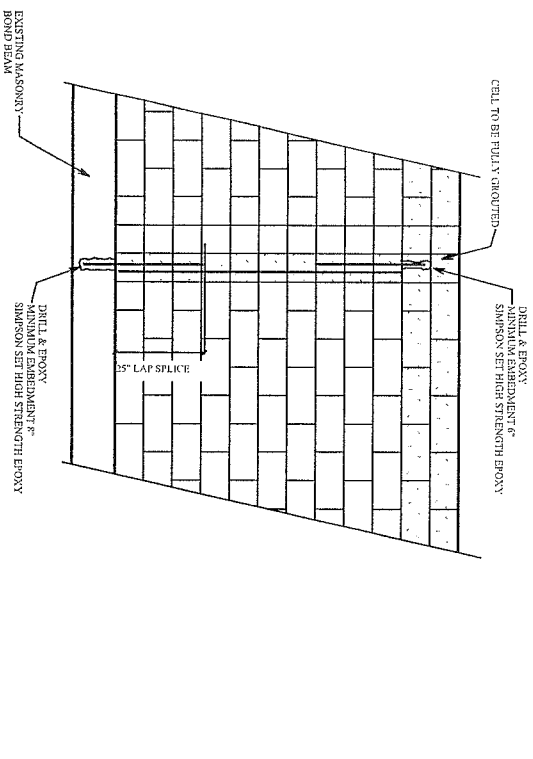 CELL TO BE FULLY GROUTED
DRILL & EPOXY
MINIMUM EMBEDMENT 6"
SIMPSON SET HIGH STRENGTH EPOXY
25" LAP SPLICE
EXISTING MASONRY
BOND BEAM
DRILL & EPOXY
MINIMUM EMBEDMENT 8"
SIMPSON SET HIGH STRENGTH EPOXY